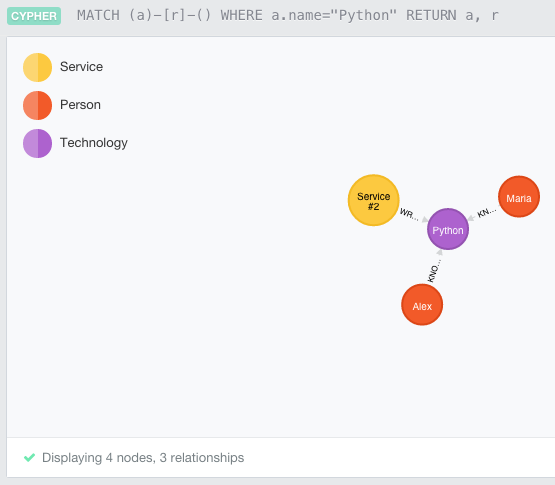 CYPHER MATCH (a)-[r]-() WHERE a.name="Python" RETURN a, r
Service
Person
Technology
Service
#2
WR...
Python
KN...
Maria
KNO...
Alex
Displaying 4 nodes, 3 relationships